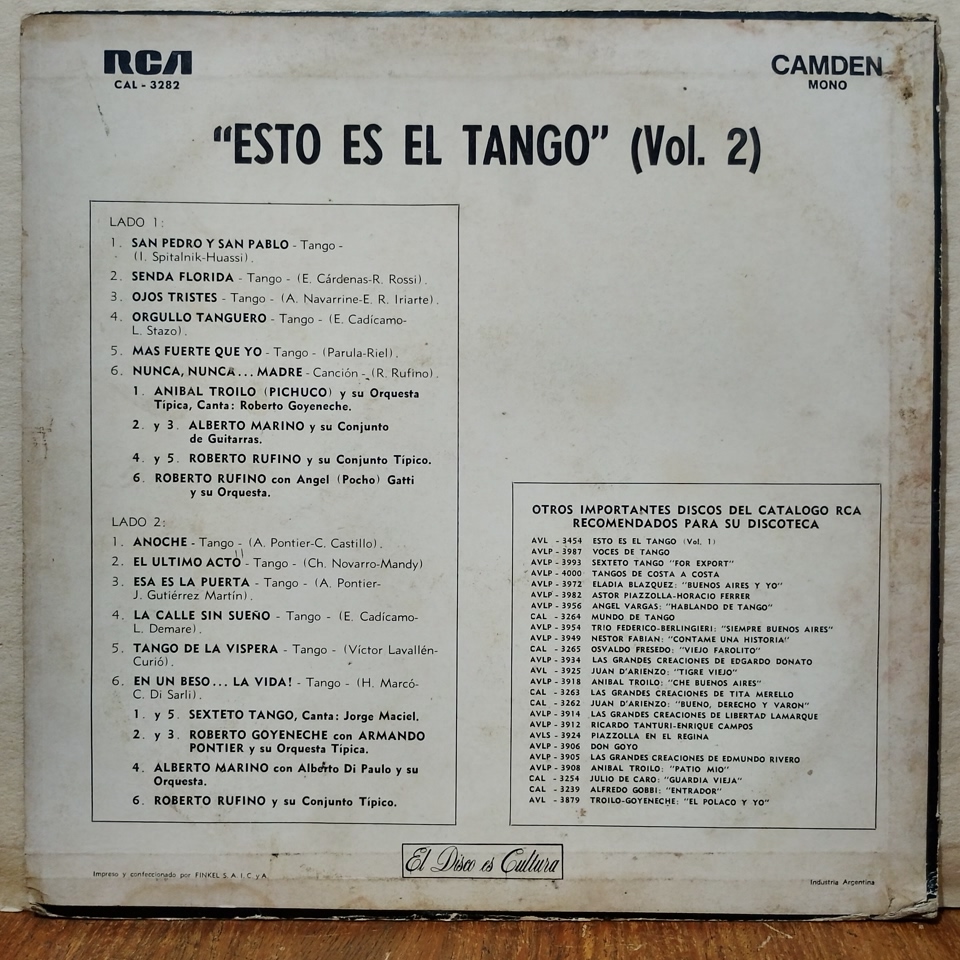 RCA
CAL - 3282
CAMDEN
MONO
"ESTO ES EL TANGO" (Vol. 2)
LADO 1:
1. SAN PEDRO Y SAN PABLO - Tango -
(I. Spitalnik-Huassi).
2. SENDA FLORIDA - Tango - (E. Cárdenas-R. Rossi).
3. OJOS TRISTES - Tango - (A. Navarrine-E. R. Iriarte).
4. ORGULLO TANGUERO - Tango - (E. Cadícamo-
L. Stazo).
5. MAS FUERTE QUE YO - Tango - (Parula-Riel).
6. NUNCA, NUNCA... MADRE - Canción - (R. Rufino).
1. ANIBAL TROILO (PICHUCO) y su Orquesta
Típica, Canta: Roberto Goyeneche.
2. y 3. ALBERTO MARINO y su Conjunto
de Guitarras.
4. y 5. ROBERTO RUFINO y su Conjunto Típico.
6. ROBERTO RUFINO con Angel (Pocho) Gatti
y su Orquesta.
LADO 2:
1. ANOCHE - Tango - (A. Pontier-C. Castillo).
2. EL ULTIMO ACTO - Tango - (Ch. Novarro-Mandy)
3. ESA ES LA PUERTA - Tango - (A. Pontier-
J. Gutiérrez Martín).
4. LA CALLE SIN SUEÑO - Tango - (E. Cadícamo-
L. Demare).
5. TANGO DE LA VISPERA - Tango - (Víctor Lavallén-
Curió).
6. EN UN BESO... LA VIDA! - Tango - (H. Marcó-
C. Di Sarli).
1. y 5. SEXTETO TANGO, Canta: Jorge Maciel.
2. y 3. ROBERTO GOYENECHE con ARMANDO
PONTIER y su Orquesta Típica.
4. ALBERTO MARINO con Alberto Di Paulo y su
Orquesta.
6. ROBERTO RUFINO y su Conjunto Típico.
OTROS IMPORTANTES DISCOS DEL CATALOGO RCA
RECOMENDADOS PARA SU DISCOTECA
AVL - 3454 ESTO ES EL TANGO (Vol. 1)
AVLP - 3987 VOCES DE TANGO
AVLP - 3993 SEXTETO TANGO "FOR EXPORT"
AVLP - 4000 TANGOS DE COSTA A COSTA
AVLP - 3972 ELADIA BLAZQUEZ: "BUENOS AIRES Y YO"
AVLP - 3982 ASTOR PIAZZOLLA-HORACIO FERRER
AVLP - 3956 ANGEL VARGAS: "HABLANDO DE TANGO"
CAL - 3264 MUNDO DE TANGO
AVLP - 3954 TRIO FEDERICO-BERLINGIERI: "SIEMPRE BUENOS AIRES"
AVLP - 3949 NESTOR FABIAN: "CONTAME UNA HISTORIA"
CAL - 3265 OSVALDO FRESEDO: "VIEJO FAROLITO"
AVLP - 3934 LAS GRANDES CREACIONES DE EDGARDO DONATO
AVL - 3925 JUAN D'ARIENZO: "TIGRE VIEJO"
AVLP - 3918 ANIBAL TROILO: "CHE BUENOS AIRES"
CAL - 3263 LAS GRANDES CREACIONES DE TITA MERELLO
CAL - 3262 JUAN D'ARIENZO: "BUENO, DERECHO Y VARON"
AVLP - 3914 LAS GRANDES CREACIONES DE LIBERTAD LAMARQUE
AVLP - 3912 RICARDO TANTURI-ENRIQUE CAMPOS
AVLS - 3924 PIAZZOLLA EN EL REGINA
AVLP - 3906 DON GOYO
AVLP - 3905 LAS GRANDES CREACIONES DE EDMUNDO RIVERO
AVLP - 3908 ANIBAL TROILO: "PATIO MIO"
CAL - 3254 JULIO DE CARO: "GUARDIA VIEJA"
CAL - 3239 ALFREDO GOBBI: "ENTRADOR"
AVL - 3879 TROILO-GOYENECHE: "EL POLACO Y YO"
El Disco es Cultura
Impreso y confeccionado por FINKEL S. A. I. C. y A.
Industria Argentina